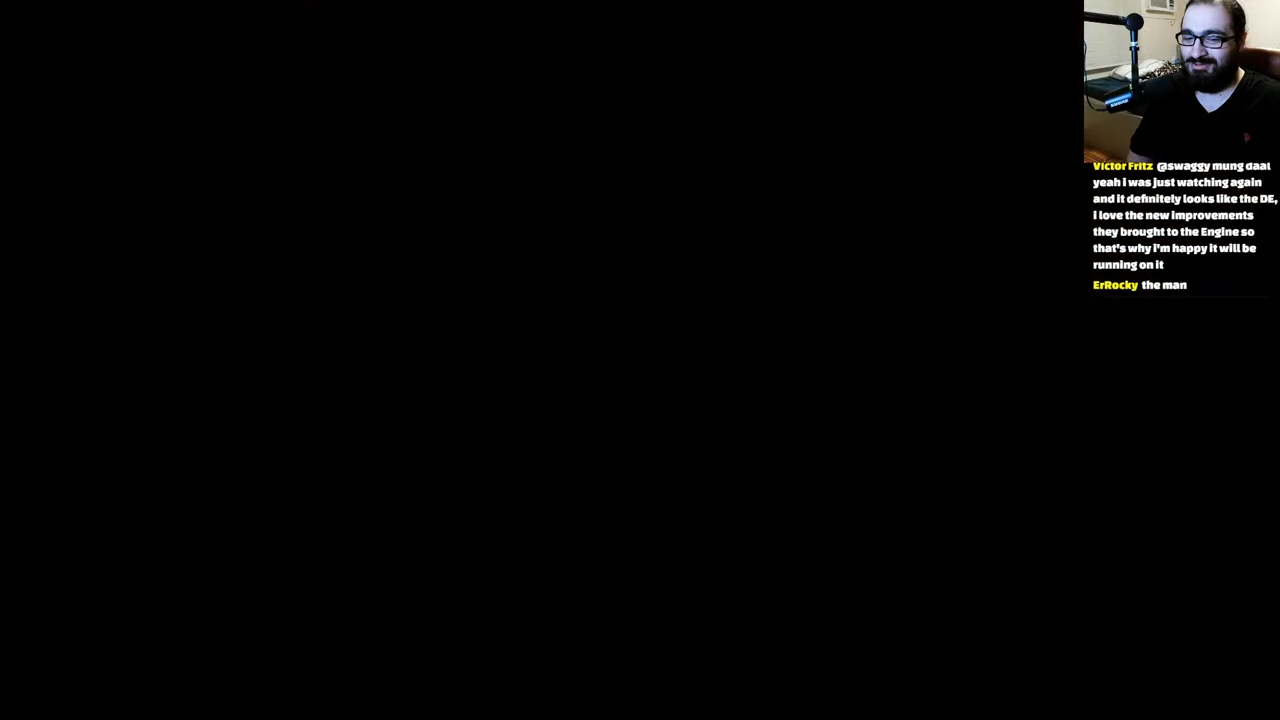 Victor Fritz @swaggy mung daal
yeah i was just watching again
and it definitely looks like the DE,
i love the new improvements
they brought to the Engine so
that's why i'm happy it will be
running on it
ErRocky the man